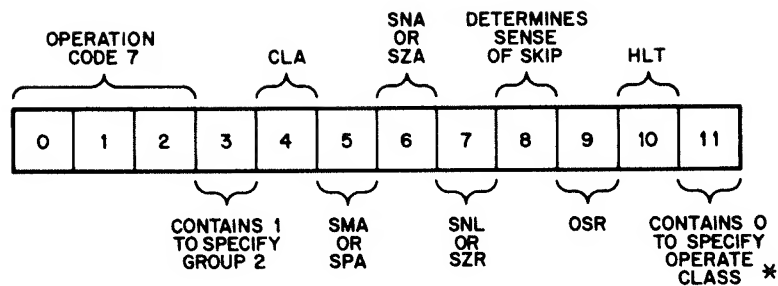 OPERATION
CODE 7
CLA
SNA
OR
SZA
DETERMINES
SENSE
OF SKIP
HLT
0 1 2 3 4 5 6 7 8 9 10 11
CONTAINS 1
TO SPECIFY
GROUP 2
SMA
OR
SPA
SNL
OR
SZR
OSR
CONTAINS 0
TO SPECIFY
OPERATE
CLASS *